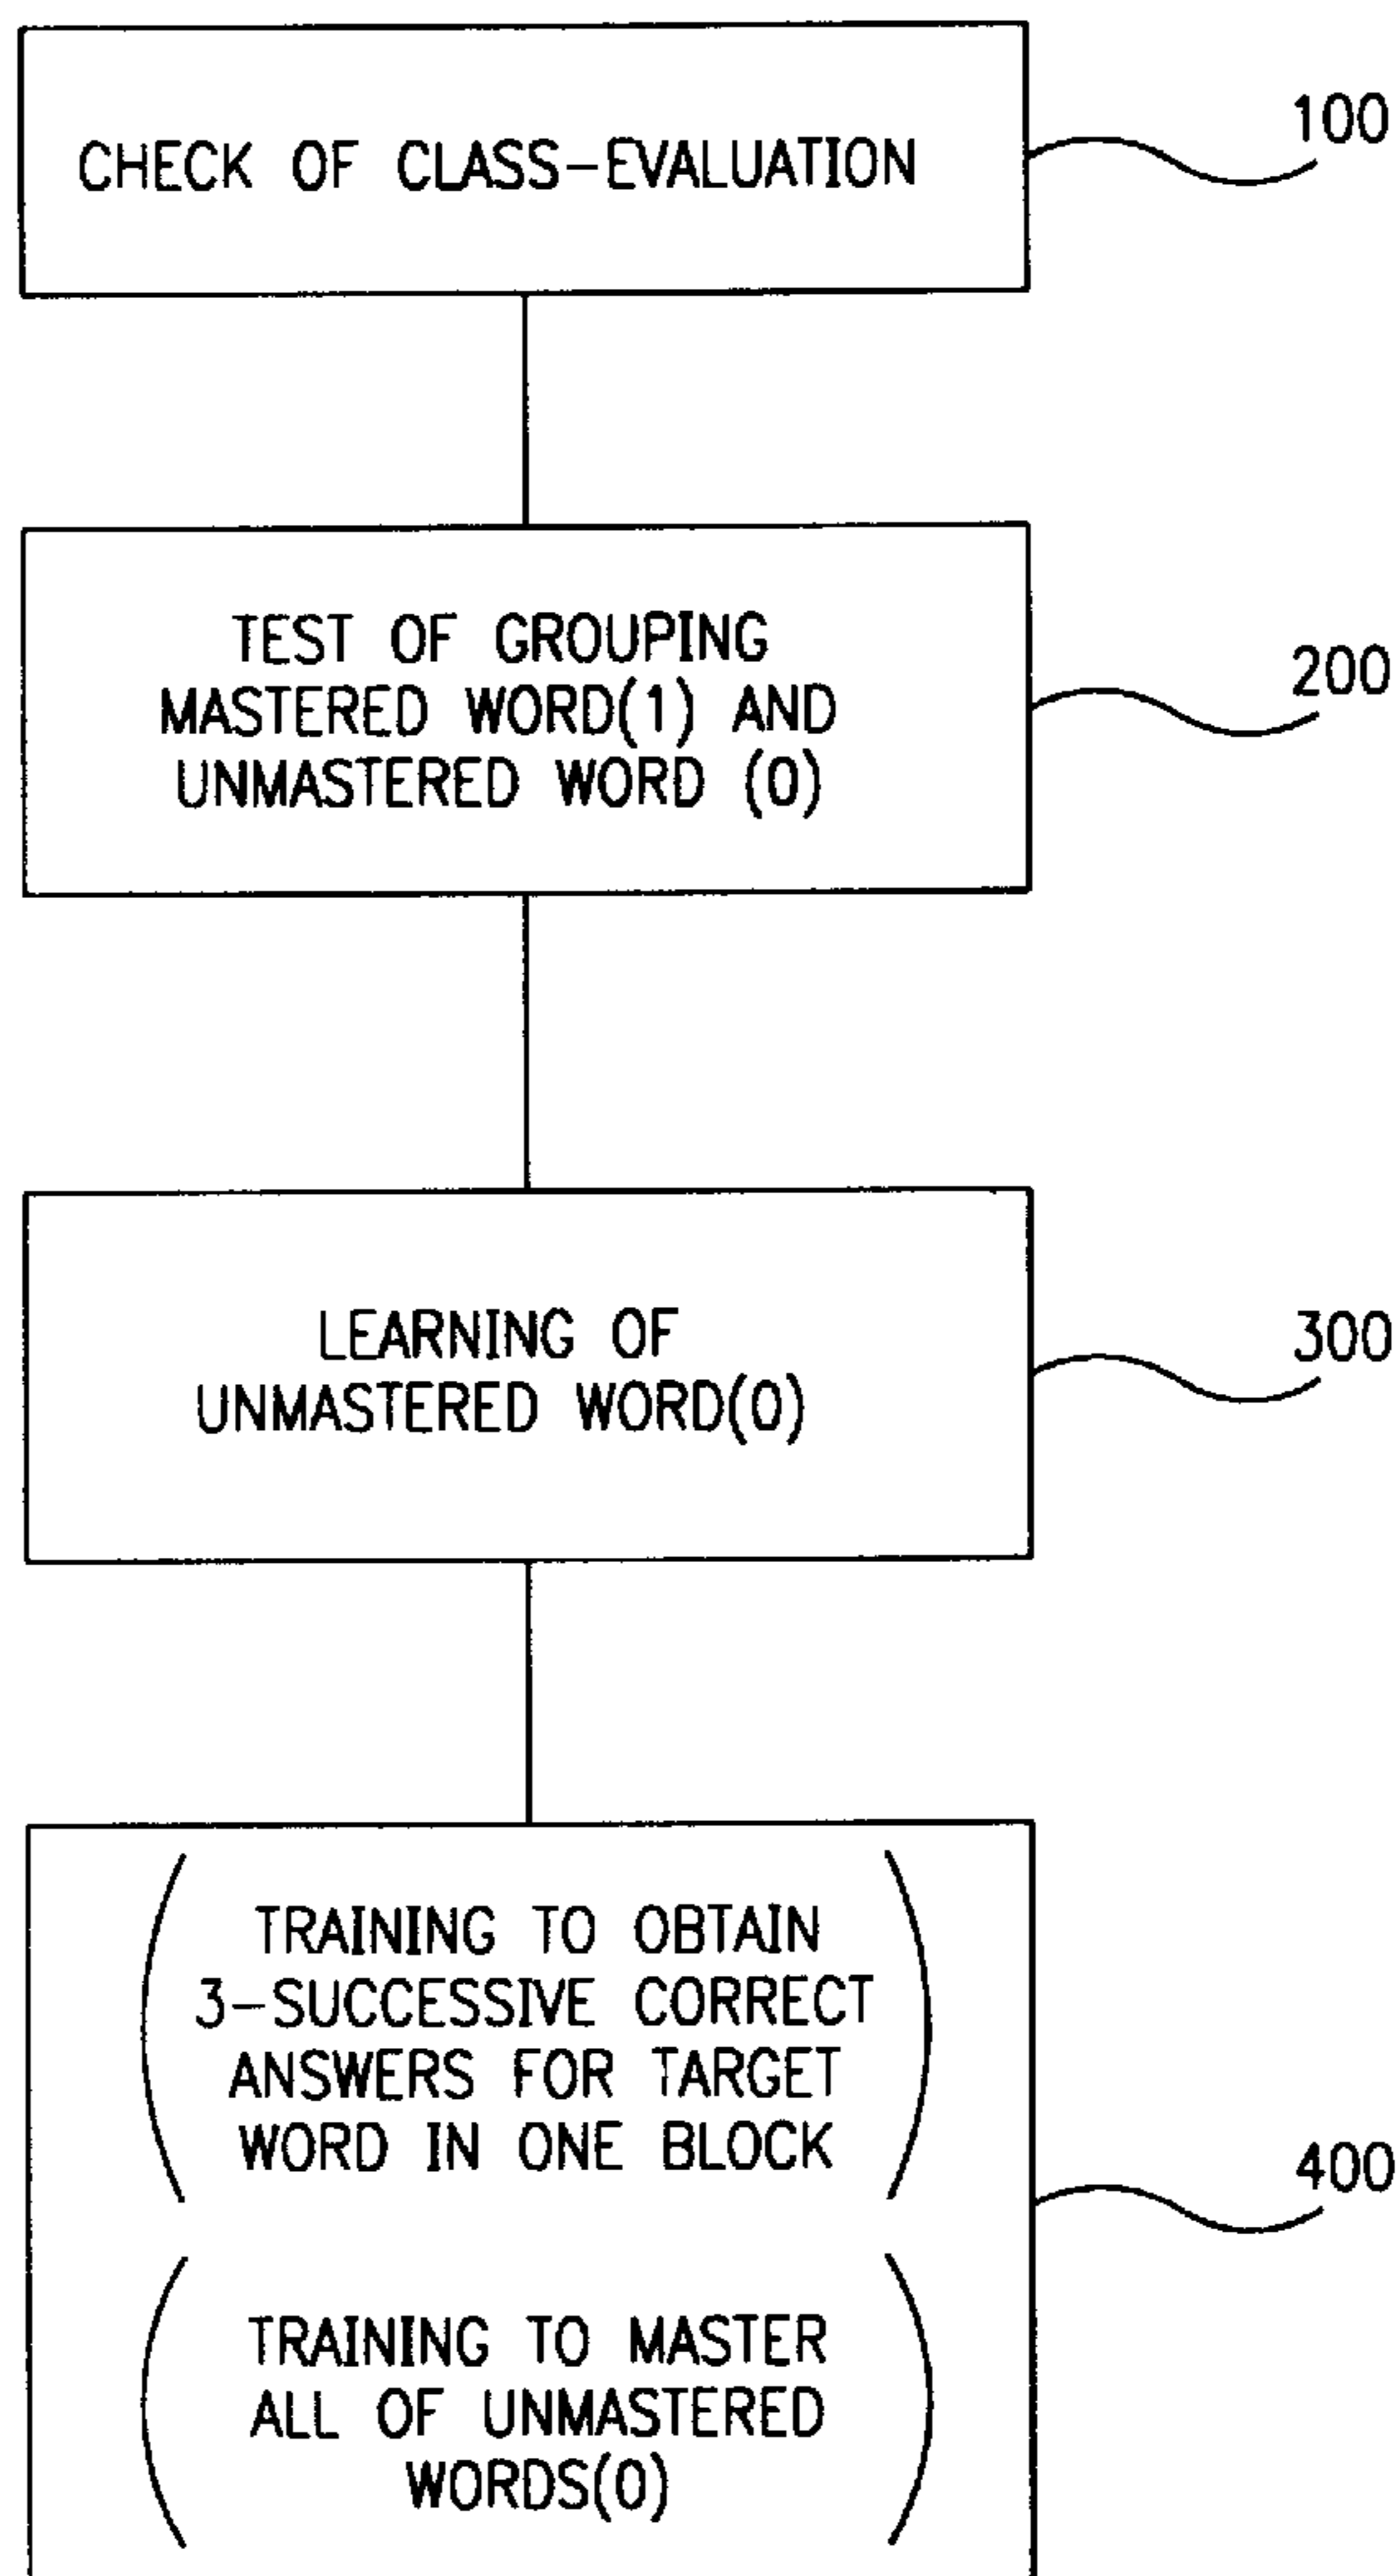 CHECK OF CLASS-EVALUATION
100
TEST OF GROUPING
MASTERED WORD(1) AND
UNMASTERED WORD (0)
200
LEARNING OF
UNMASTERED WORD(0)
300
TRAINING TO OBTAIN
3-SUCCESSIVE CORRECT
ANSWERS FOR TARGET
WORD IN ONE BLOCK
400
TRAINING TO MASTER
ALL OF UNMASTERED
WORDS(0)